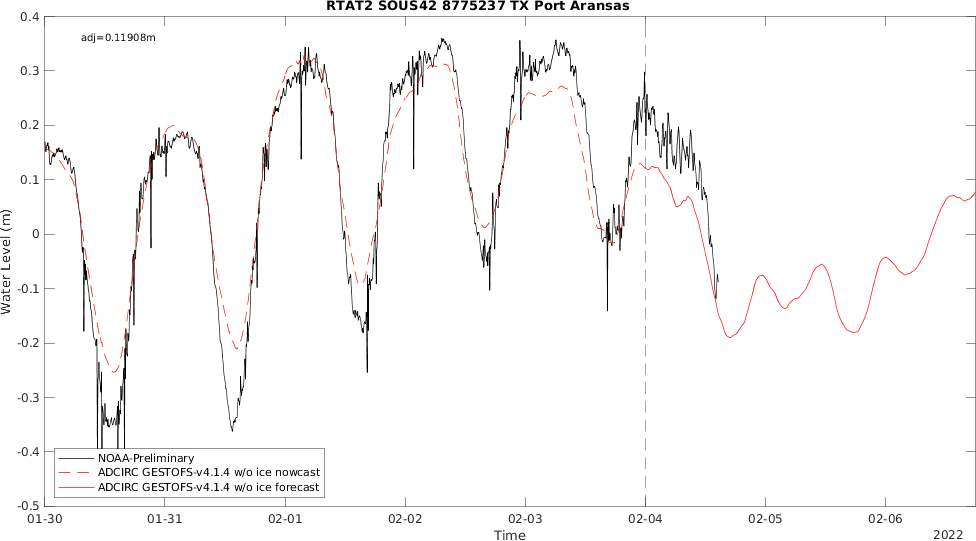 RTAT2 SOUS42 8775237 TX Port Aransas
adj=0.11908m
0.4
0.3
0.2
0.1
0
-0.1
-0.2
-0.3
-0.4
-0.5
Water Level (m)
NOAA-Preliminary
ADCIRC GESTOFS-v4.1.4 w/o ice nowcast
ADCIRC GESTOFS-v4.1.4 w/o ice forecast
01-30 01-31 02-01 02-02 02-03 02-04 02-05 02-06
Time
2022